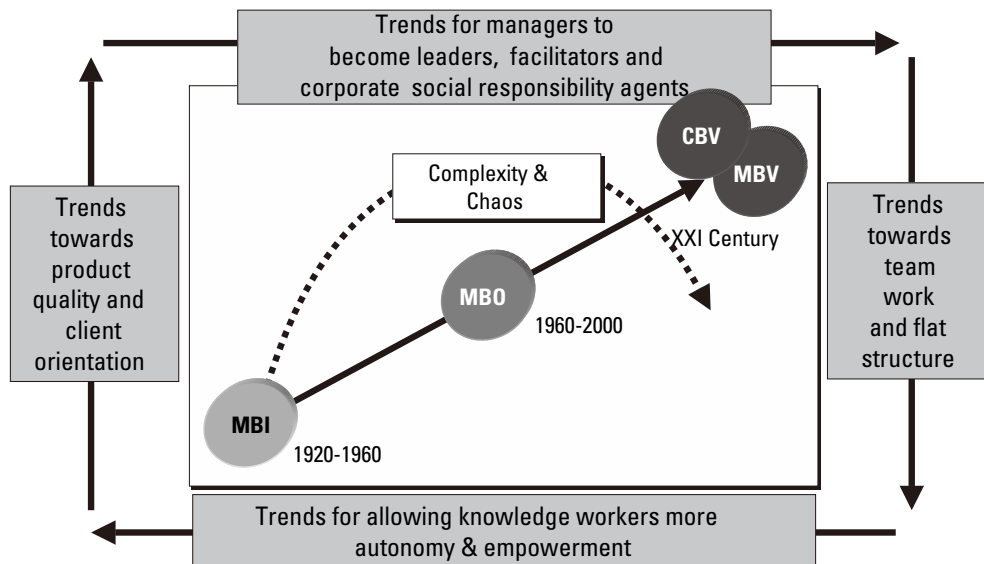 Trends for managers to
become leaders, facilitators and
corporate social responsibility agents
CBV
MBV
Complexity &
Chaos
XXI Century
Trends
towards
product
quality and
client
orientation
Trends
towards
team
work
and flat
structure
MBO
1960-2000
MBI
1920-1960
Trends for allowing knowledge workers more
autonomy & empowerment